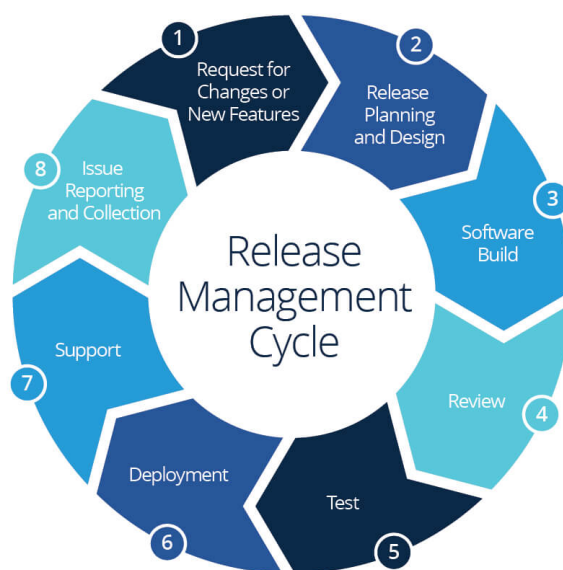 1
Request for
Changes or
New Features
2
Release
Planning
and Design
3
Software
Build
4
Review
5
Test
6
Deployment
7
Support
8
Issue
Reporting
and Collection
Release
Management
Cycle